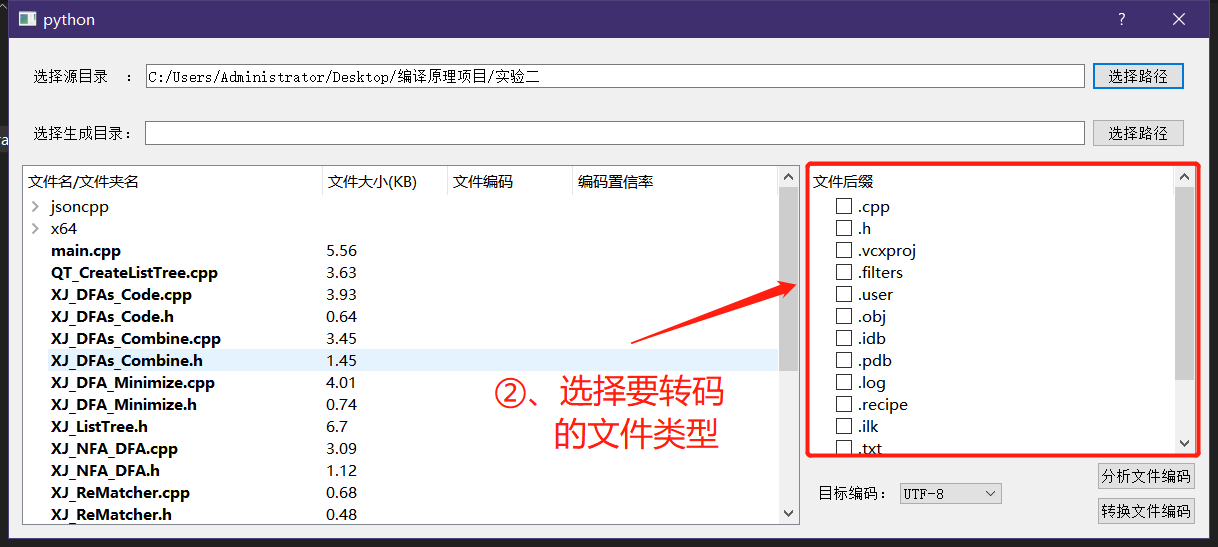 python
选择源目录 : C:/Users/Administrator/Desktop/编译原理项目/实验二 选择路径
选择生成目录: 选择路径
文件名/文件夹名 文件大小(KB) 文件编码 编码置信率
jsoncpp
x64
main.cpp 5.56
QT_CreateListTree.cpp 3.63
XJ_DFAs_Code.cpp 3.93
XJ_DFAs_Code.h 0.64
XJ_DFAs_Combine.cpp 3.45
XJ_DFAs_Combine.h 1.45
XJ_DFA_Minimize.cpp 4.01
XJ_DFA_Minimize.h 0.74
XJ_ListTree.h 6.7
XJ_NFA_DFA.cpp 3.09
XJ_NFA_DFA.h 1.12
XJ_ReMatcher.cpp 0.68
XJ_ReMatcher.h 0.48
②、选择要转码
的文件类型
文件后缀
.cpp
.h
.vcxproj
.filters
.user
.obj
.idb
.pdb
.log
.recipe
.ilk
.txt
目标编码: UTF-8
分析文件编码
转换文件编码